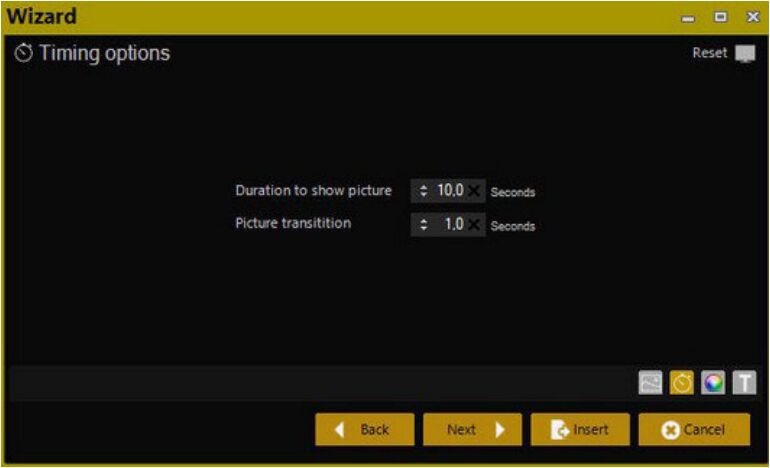 Wizard
Timing options
Reset
Duration to show picture 10,0 Seconds
Picture transitition 1,0 Seconds
T
Back Next Insert Cancel